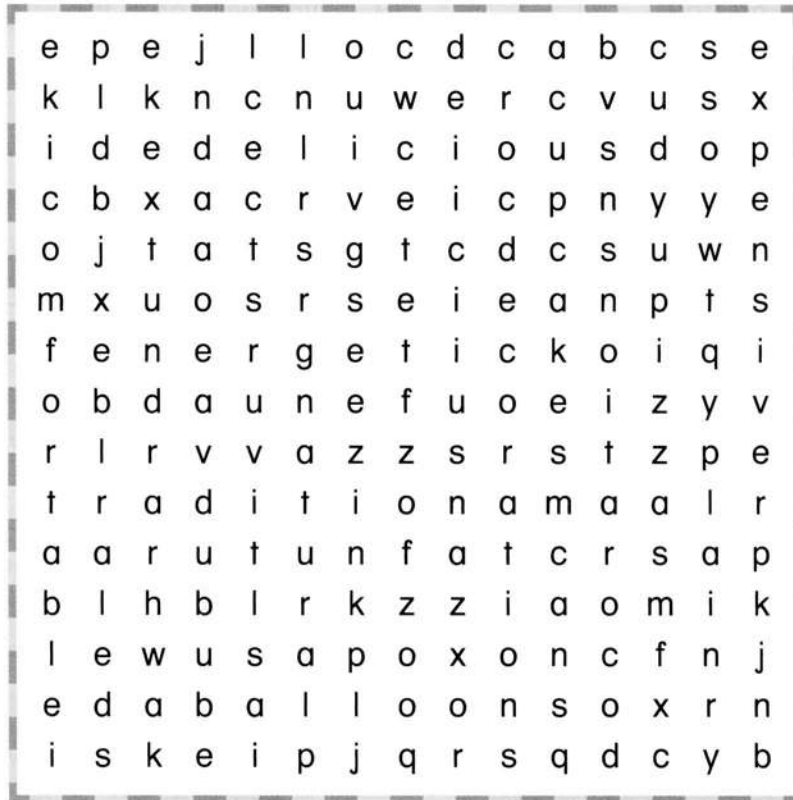 e p e j l l o c d c a b c s e
k l k n c n u w e r c v u s x
i d e d e l i c i o u s d o p
c b x a c r v e i c p n y y e
o j t a t s g t c d c s u w n
m x u o s r s e i e a n p t s
f e n e r g e t i c k o i q i
o b d a u n e f u o e i z y v
r l r v v a z z s r s t z p e
t r a d i t i o n a m a a l r
a a r u t u n f a t c r s a p
b l h b l r k z z i a o m i k
l e w u s a p o x o n c f n j
e d a b a l l o o n s o x r n
i s k e i p j q r s q d c y b